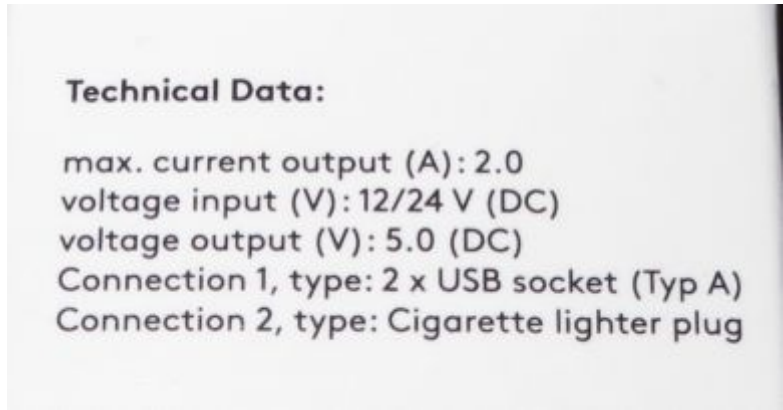 Technical Data:
max. current output (A): 2.0
voltage input (V): 12/24 V (DC)
voltage output (V): 5.0 (DC)
Connection 1, type: 2 x USB socket (Typ A)
Connection 2, type: Cigarette lighter plug